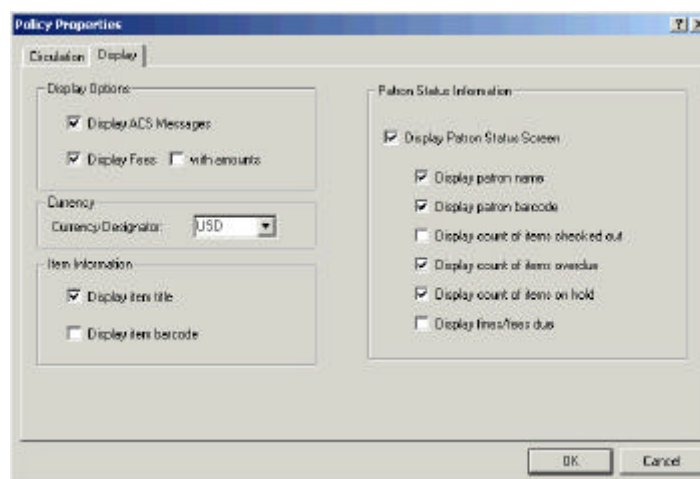 Policy Properties
Circulation Display
Display Options
Display ACS Messages
Display Fees with amounts
Currency
Currency Designator: USD
Item Information
Display item title
Display item barcode
Patron Status Information
Display Patron Status Screen
Display patron name
Display patron barcode
Display count of items checked out
Display count of items overdue
Display count of items on hold
Display fines/fees due
OK Cancel